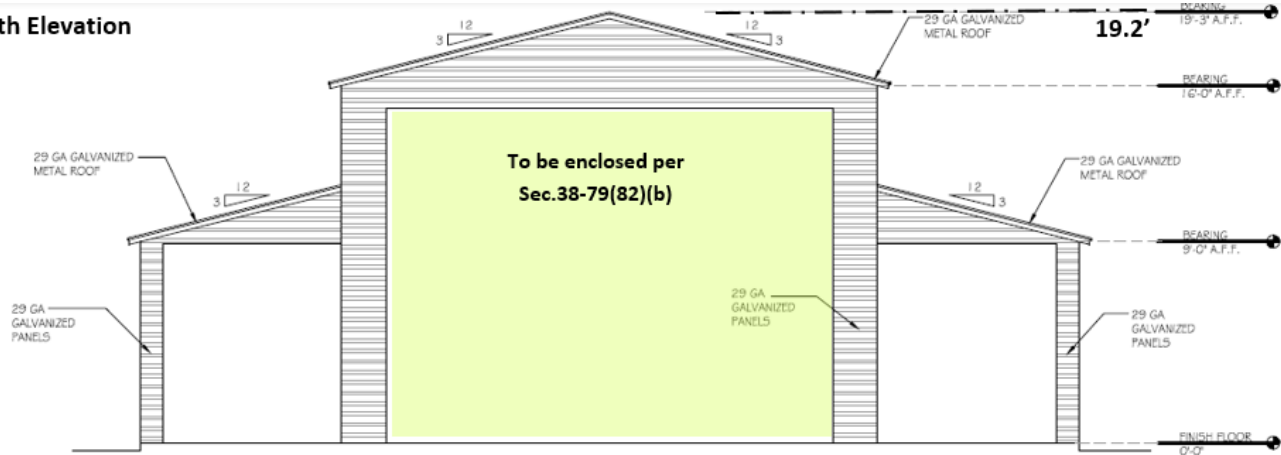 th Elevation
12
3
12
3
29 GA GALVANIZED
METAL ROOF
19.2'
BEARING
19'-3" A.F.F.
BEARING
16'-0" A.F.F.
29 GA GALVANIZED
METAL ROOF
12
3
To be enclosed per
Sec.38-79(82)(b)
12
3
29 GA GALVANIZED
METAL ROOF
BEARING
9'-0" A.F.F.
29 GA
GALVANIZED
PANELS
29 GA
GALVANIZED
PANELS
29 GA
GALVANIZED
PANELS
FINISH FLOOR
0'-0"